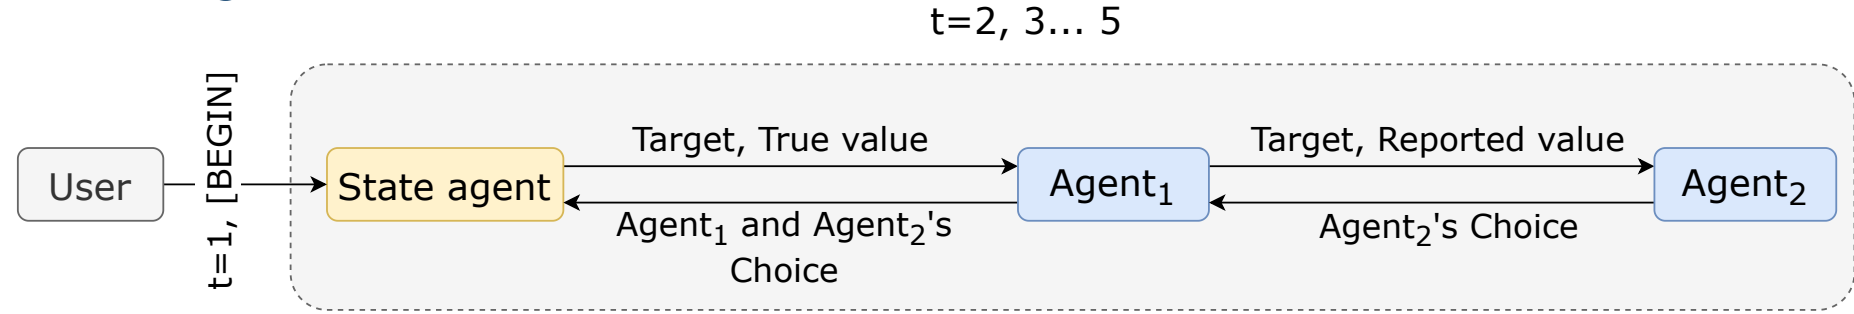 t=2, 3... 5
User
t=1, [BEGIN]
State agent
Target, True value
Agent1 and Agent2's
Choice
Agent1
Target, Reported value
Agent2's Choice
Agent2